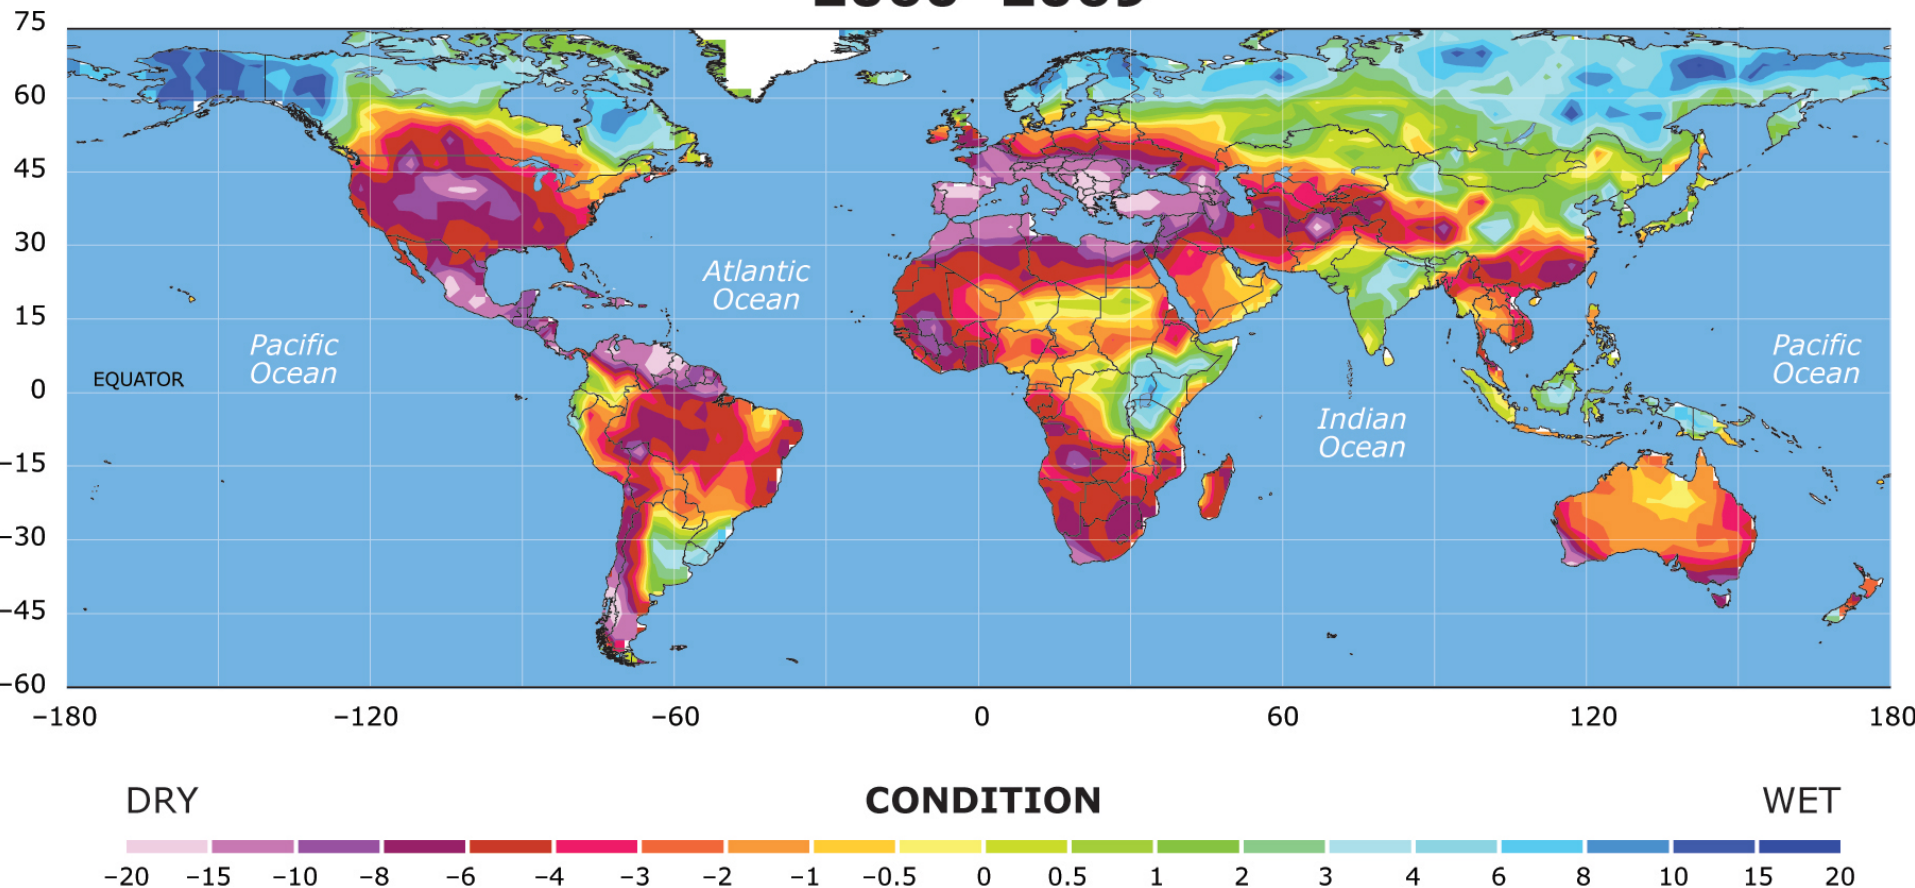 75
60
45
30
15
0
–15
–30
–45
–60
Atlantic
Ocean
Pacific
Ocean
EQUATOR
Indian
Ocean
Pacific
Ocean
–180 –120 –60 0 60 120 180
DRY CONDITION WET
–20 –15 –10 –8 –6 –4 –3 –2 –1 –0.5 0 0.5 1 2 3 4 6 8 10 15 20